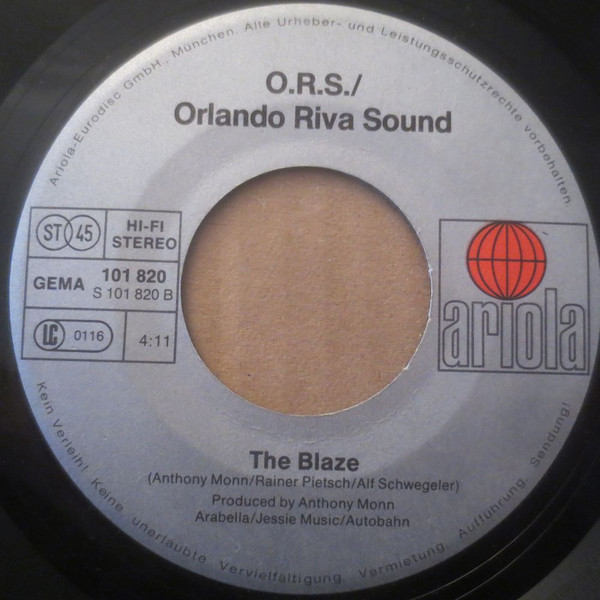 Ariola-Eurodisc GmbH., München. Alle Urheber- und Leistungsschutzrechte vorbehalten.
O.R.S./
Orlando Riva Sound
ST 45
HI-FI
STEREO
GEMA
101 820
S 101 820 B
LC 0116
4:11
ariola
The Blaze
(Anthony Monn/Rainer Pietsch/Alf Schwegeler)
Produced by Anthony Monn
Arabella/Jessie Music/Autobahn
Kein Verleih! Keine unerlaubte Vervielfältigung. Vermietung. Aufführung. Sendung!